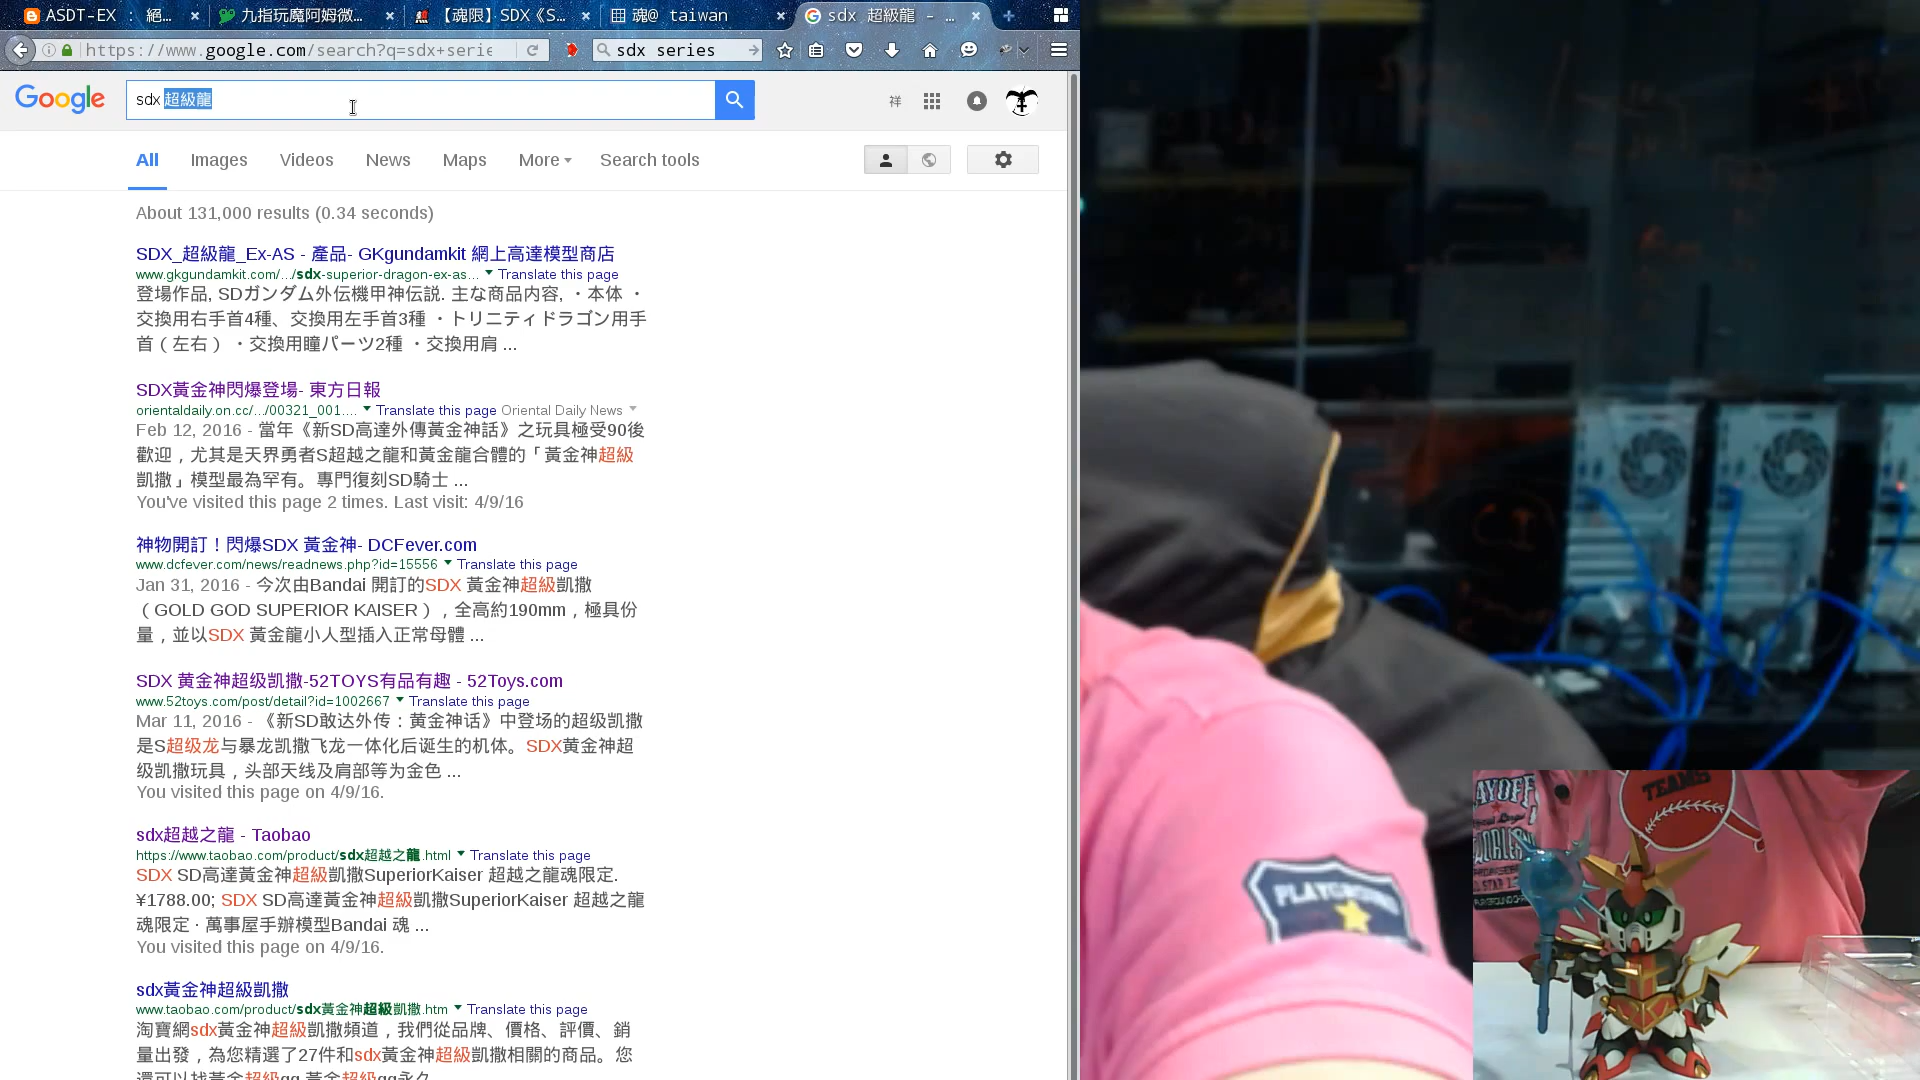 ASDT-EX : 絕...
九指玩魔阿姆微...
【魂限】SDX《S...
魂@ taiwan
sdx 超級龍 - ...
https://www.google.com/search?q=sdx+serie
sdx series
Google
sdx 超級龍
祥
All
Images
Videos
News
Maps
More
Search tools
About 131,000 results (0.34 seconds)
SDX_超級龍_Ex-AS - 產品- GKgundamkit 網上高達模型商店
www.gkgundamkit.com/.../sdx-superior-dragon-ex-as... Translate this page
登場作品, SDガンダム外伝機甲神伝説. 主な商品内容, ・本体 ・
交換用右手首4種、交換用左手首3種 ・トリニティドラゴン用手
首（左右） ・交換用瞳パーツ2種 ・交換用肩 ...
SDX黃金神閃爆登場- 東方日報
orientaldaily.on.cc/.../00321_001.... Translate this page Oriental Daily News
Feb 12, 2016 - 當年《新SD高達外傳黃金神話》之玩具極受90後
歡迎，尤其是天界勇者S超越之龍和黃金龍合體的「黃金神超級
凱撒」模型最為罕有。專門復刻SD騎士 ...
You've visited this page 2 times. Last visit: 4/9/16
神物開訂！閃爆SDX 黃金神- DCFever.com
www.dcfever.com/news/readnews.php?id=15556 Translate this page
Jan 31, 2016 - 今次由Bandai 開訂的SDX 黃金神超級凱撒
（GOLD GOD SUPERIOR KAISER），全高約190mm，極具份
量，並以SDX 黃金龍小人型插入正常母體 ...
SDX 黄金神超级凯撒-52TOYS有品有趣 - 52Toys.com
www.52toys.com/post/detail?id=1002667 Translate this page
Mar 11, 2016 - 《新SD敢达外传：黄金神话》中登场的超级凯撒
是S超级龙与暴龙凯撒飞龙一体化后诞生的机体。SDX黄金神超
级凯撒玩具，头部天线及肩部等为金色 ...
You visited this page on 4/9/16.
sdx超越之龍 - Taobao
https://www.taobao.com/product/sdx超越之龍.html Translate this page
SDX SD高達黃金神超級凱撒SuperiorKaiser 超越之龍魂限定.
¥1788.00; SDX SD高達黃金神超級凱撒SuperiorKaiser 超越之龍
魂限定 · 萬事屋手辦模型Bandai 魂 ...
You visited this page on 4/9/16.
sdx黃金神超級凱撒
www.taobao.com/product/sdx黃金神超級凱撒.htm Translate this page
淘寶網sdx黃金神超級凱撒頻道，我們從品牌、價格、評價、銷
量出發，為您精選了27件和sdx黃金神超級凱撒相關的商品。您
還可以找黃金超級qq,黃金超級qq永久
PLAYGROUND
TEAMS